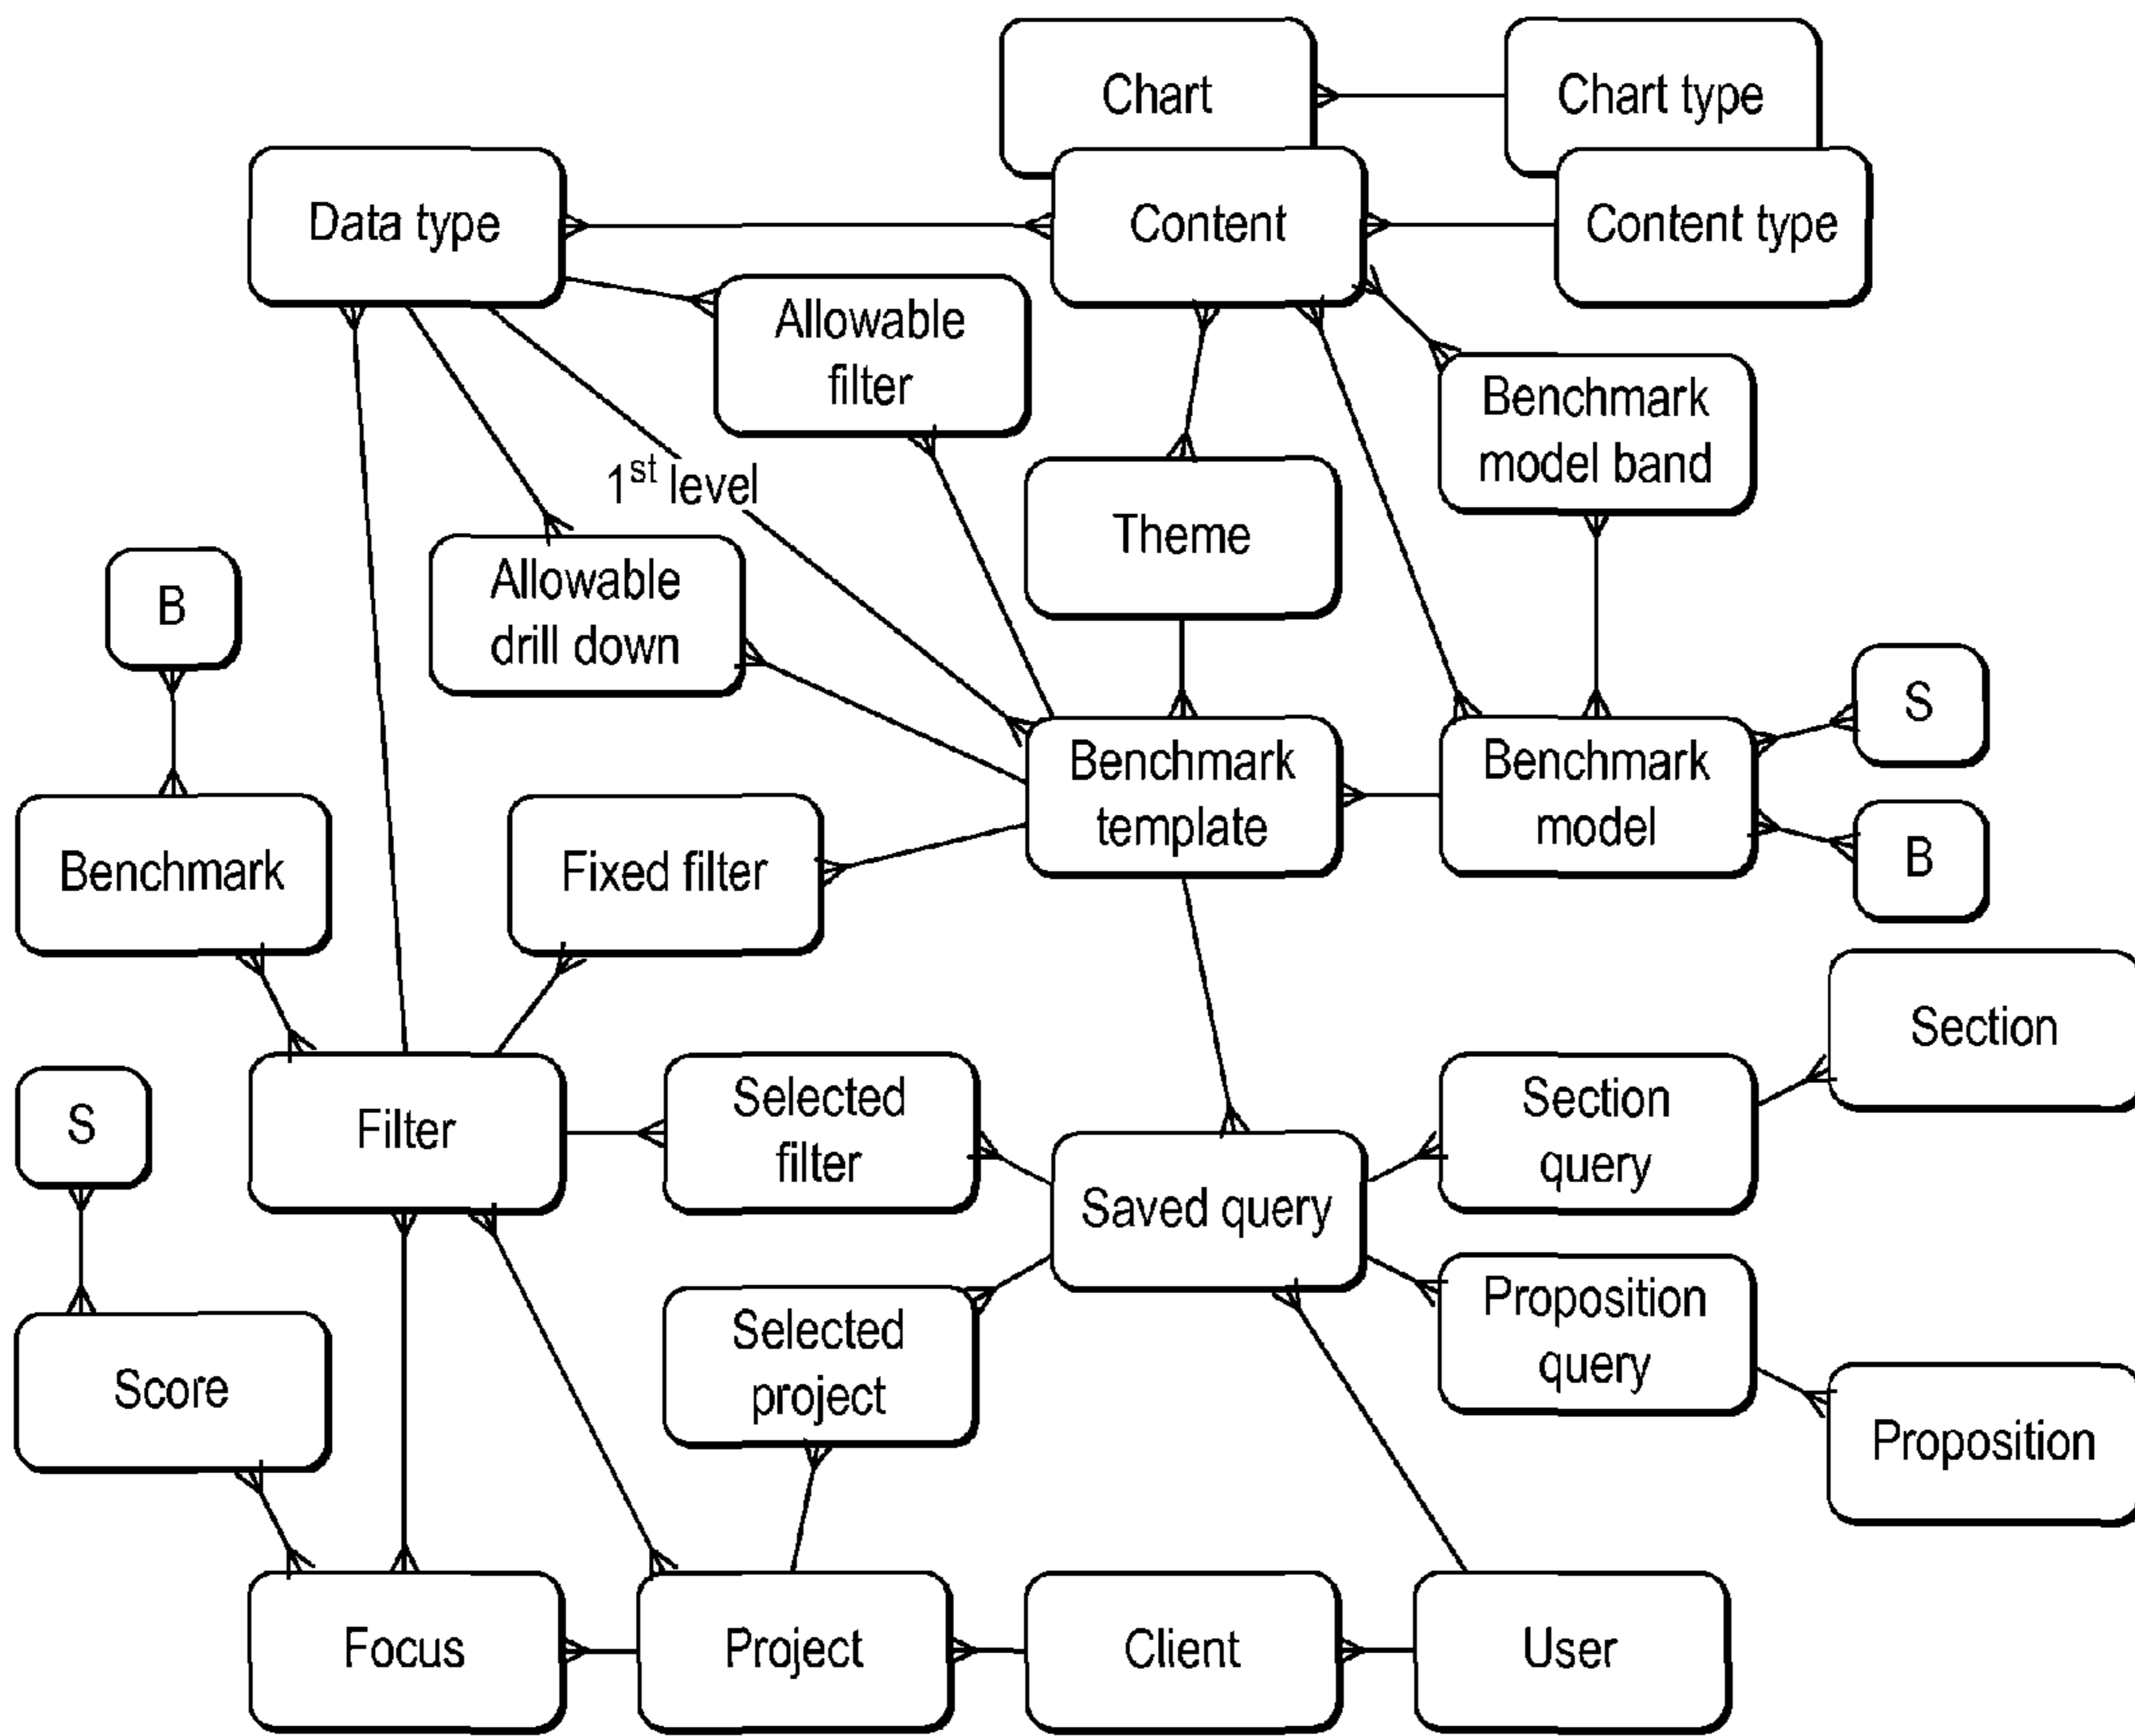 Chart
Chart type
Data type
Content
Content type
Allowable
filter
Benchmark
model band
1st level
Theme
B
Allowable
drill down
S
Benchmark
template
Benchmark
model
Benchmark
Fixed filter
B
Section
S
Filter
Selected
filter
Section
query
Saved query
Selected
project
Proposition
query
Score
Proposition
Focus
Project
Client
User